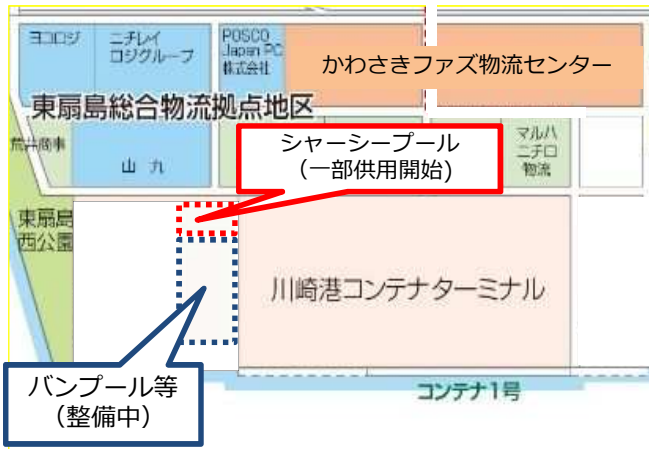 ヨコロジ
ニチレイ
ロジグループ
POSCO
Japan PC
株式会社
かわさきファズ物流センター
東扇島総合物流拠点地区
荒井商事
山 九
シャーシープール
(一部供用開始)
マルハ
ニチロ
物流
東扇島
西公園
川崎港コンテナターミナル
バンプール等
(整備中)
コンテナ1号